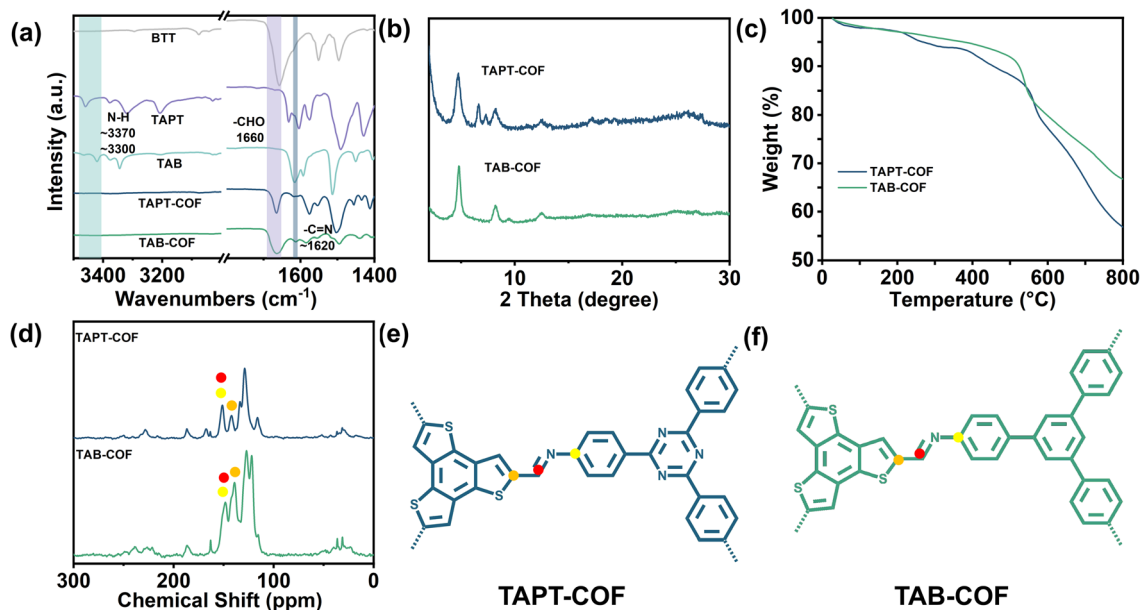 (a)
BTT
N-H
~3370
~3300
TAPT
-CHO
1660
TAB
TAPT-COF
TAB-COF
-C=N
~1620
Intensity (a.u.)
3400 3200 1600 1400
Wavenumbers (cm-1)
(b)
TAPT-COF
TAB-COF
10 20 30
2 Theta (degree)
(c)
100
90
80
70
60
50
Weight (%)
TAPT-COF
TAB-COF
0 200 400 600 800
Temperature (°C)
(d)
TAPT-COF
TAB-COF
300 200 100 0
Chemical Shift (ppm)
(e)
S
S
S
N
N
N
N
TAPT-COF
(f)
S
S
S
N
TAB-COF